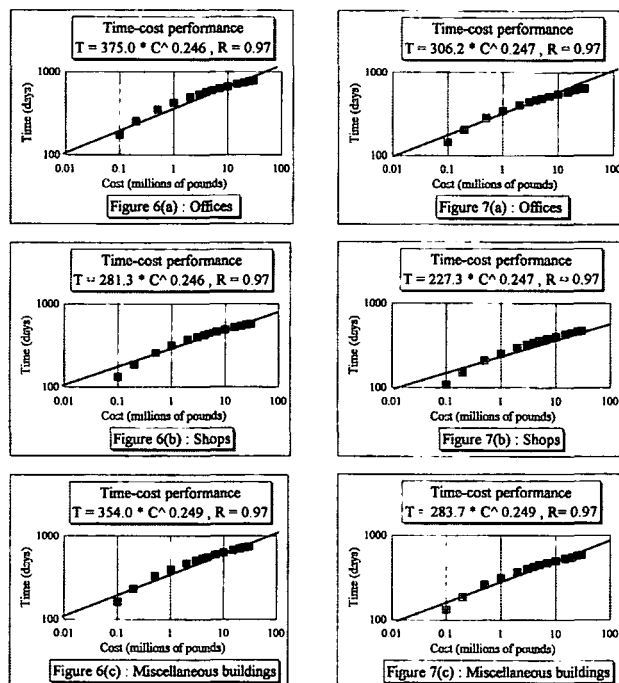 Time-cost performance
T = 375.0 * C^ 0.246 , R = 0.97
1000
Time (days)
100
0.01 0.1 1 10 100
Cost (millions of pounds)
Figure 6(a) : Offices
Time-cost performance
T = 306.2 * C^ 0.247 , R = 0.97
1000
Time (days)
100
0.01 0.1 1 10 100
Cost (millions of pounds)
Figure 7(a) : Offices
Time-cost performance
T = 281.3 * C^ 0.246 , R = 0.97
1000
Time (days)
100
0.01 0.1 1 10 100
Cost (millions of pounds)
Figure 6(b) : Shops
Time-cost performance
T = 227.3 * C^ 0.247 , R = 0.97
1000
Time (days)
100
0.01 0.1 1 10 100
Cost (millions of pounds)
Figure 7(b) : Shops
Time-cost performance
T = 354.0 * C^ 0.249 , R = 0.97
1000
Time (days)
100
0.01 0.1 1 10 100
Cost (millions of pounds)
Figure 6(c) : Miscellaneous buildings
Time-cost performance
T = 283.7 * C^ 0.249 , R= 0.97
1000
Time (days)
100
0.01 0.1 1 10 100
Cost (millions of pounds)
Figure 7(c) : Miscellaneous buildings